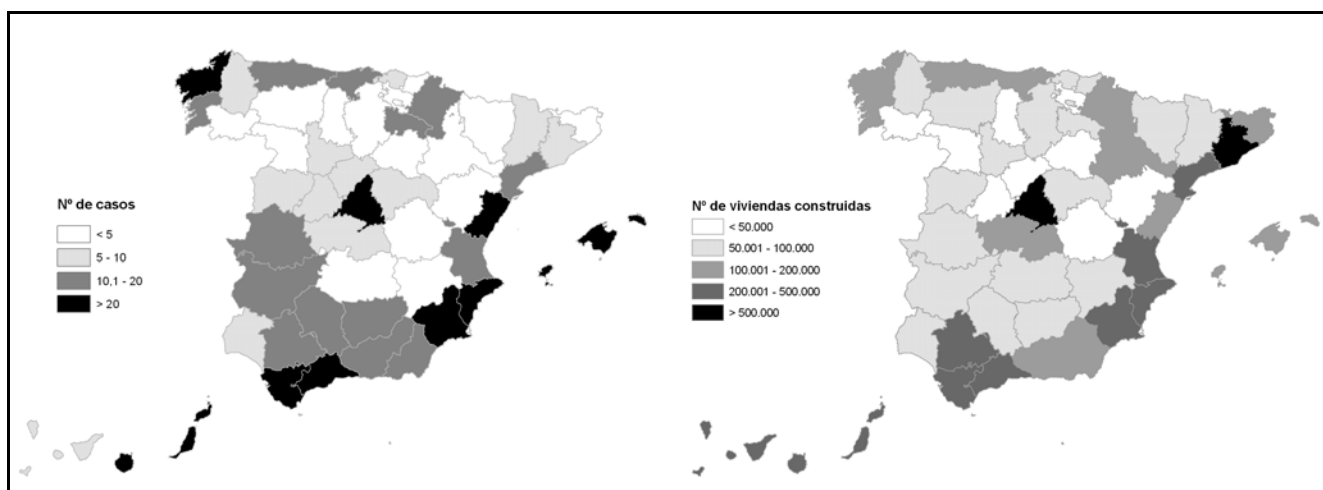 Nº de casos
< 5
5 - 10
10,1 - 20
> 20
Nº de viviendas construidas
< 50.000
50.001 - 100.000
100.001 - 200.000
200.001 - 500.000
> 500.000